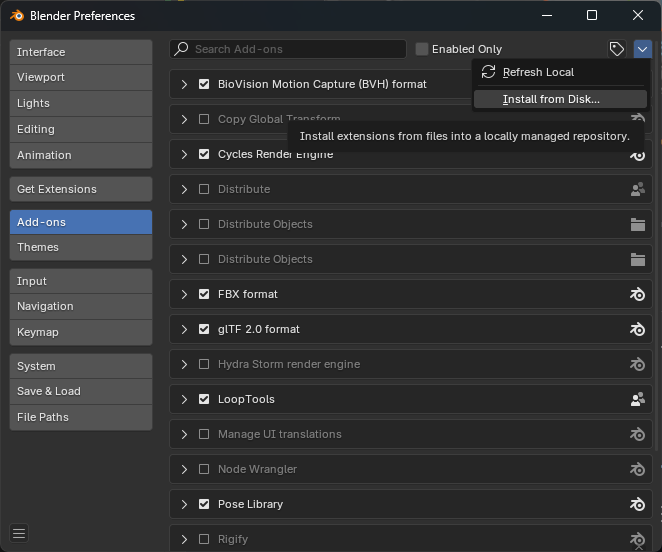 Blender Preferences
Interface
Viewport
Lights
Editing
Animation
Get Extensions
Add-ons
Themes
Input
Navigation
Keymap
System
Save & Load
File Paths
Search Add-ons
Enabled Only
Refresh Local
Install from Disk...
Install extensions from files into a locally managed repository.
BioVision Motion Capture (BVH) format
Copy Global Transform
Cycles Render Engine
Distribute
Distribute Objects
Distribute Objects
FBX format
glTF 2.0 format
Hydra Storm render engine
LoopTools
Manage UI translations
Node Wrangler
Pose Library
Rigify